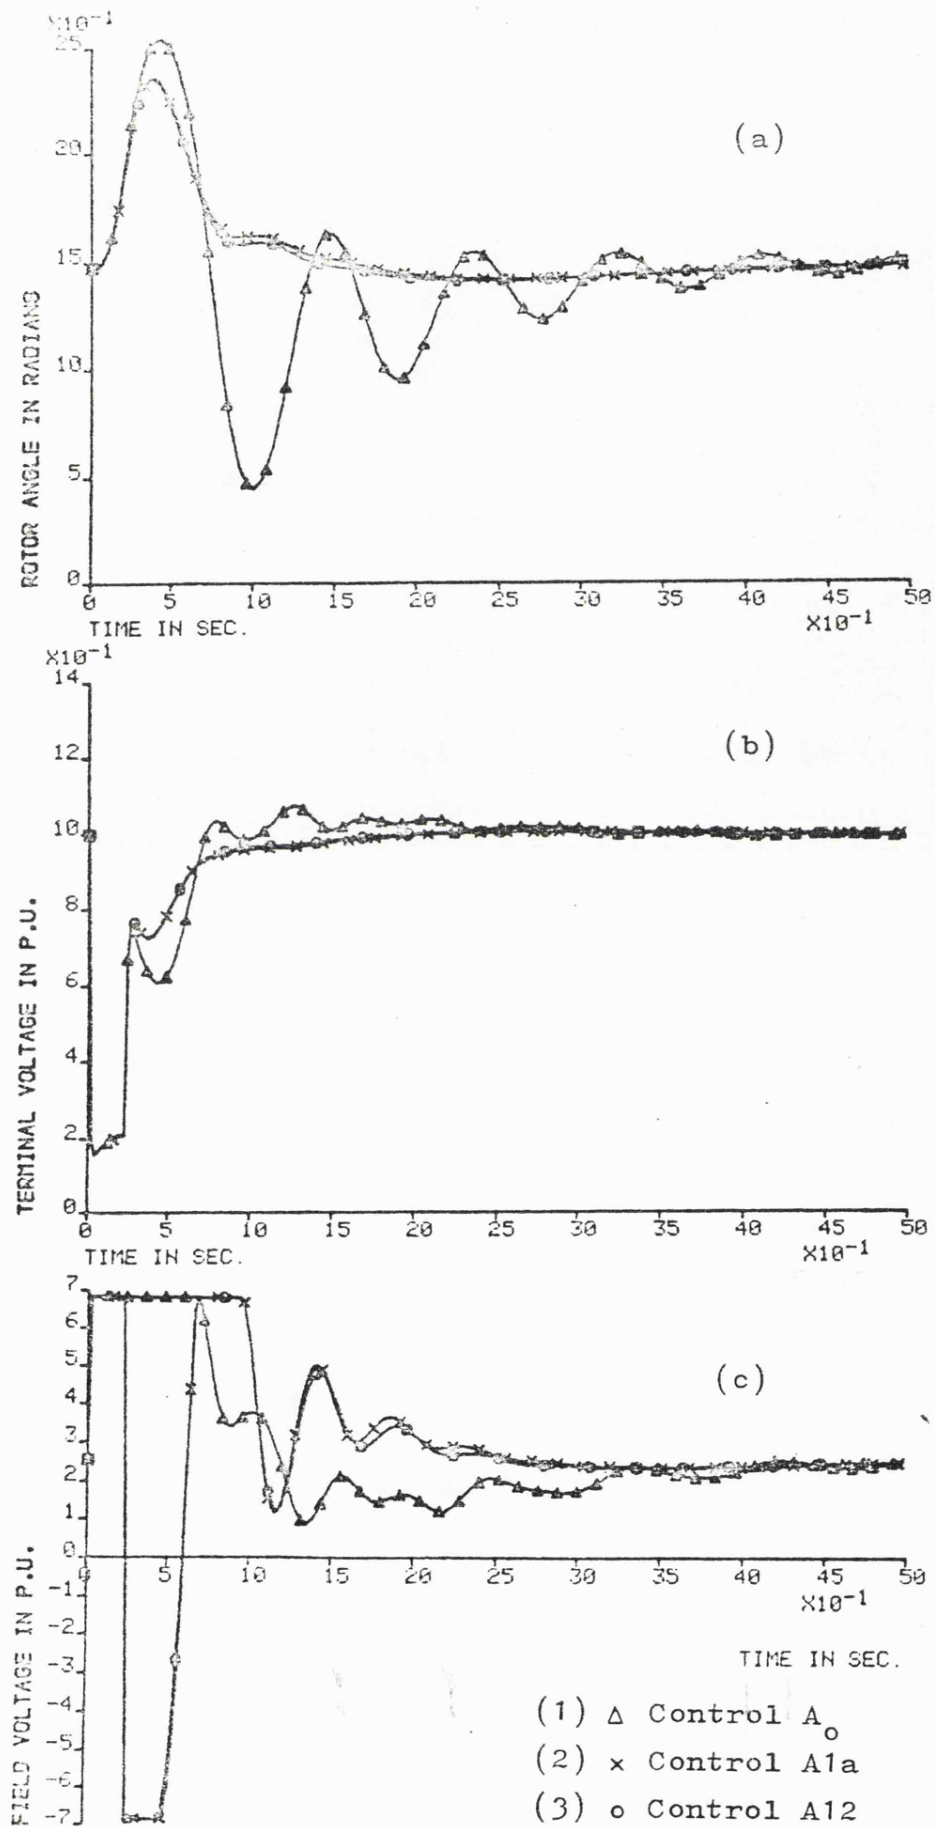 X10⁻¹
25
20
15
10
5
0
ROTOR ANGLE IN RADIANS
(a)
0 5 10 15 20 25 30 35 40 45 50
TIME IN SEC.
X10⁻¹
X10⁻¹
14
12
10
8
6
4
2
0
TERMINAL VOLTAGE IN P.U.
(b)
0 5 10 15 20 25 30 35 40 45 50
TIME IN SEC.
X10⁻¹
7
6
5
4
3
2
1
0
-1
-2
-3
-4
-5
-6
-7
FIELD VOLTAGE IN P.U.
(c)
5 10 15 20 25 30 35 40 45 50
X10⁻¹
TIME IN SEC.
(1) △ Control A₀
(2) × Control A1a
(3) o Control A12